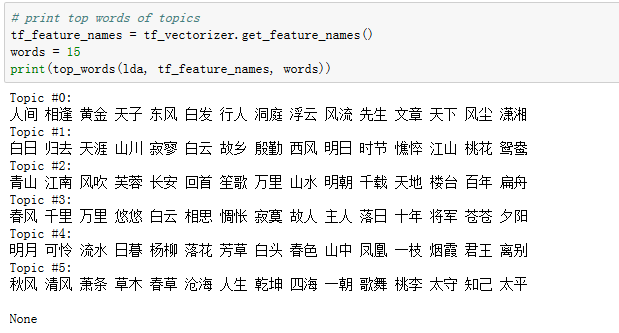 # print top words of topics
tf_feature_names = tf_vectorizer.get_feature_names()
words = 15
print(top_words(lda, tf_feature_names, words))
Topic #0:
人间 相逢 黄金 天子 东风 白发 行人 洞庭 浮云 风流 先生 文章 天下 风尘 潇湘
Topic #1:
白日 归去 天涯 山川 寂寥 白云 故乡 殷勤 西风 明日 时节 憔悴 江山 桃花 鸳鸯
Topic #2:
青山 江南 风吹 芙蓉 长安 回首 笙歌 万里 山水 明朝 千载 天地 楼台 百年 扁舟
Topic #3:
春风 千里 万里 悠悠 白云 相思 惆怅 寂寞 故人 主人 落日 十年 将军 苍苍 夕阳
Topic #4:
明月 可怜 流水 日暮 杨柳 落花 芳草 白头 春色 山中 凤凰 一枝 烟霞 君王 离别
Topic #5:
秋风 清风 萧条 草木 春草 沧海 人生 乾坤 四海 一朝 歌舞 桃李 太守 知己 太平
None